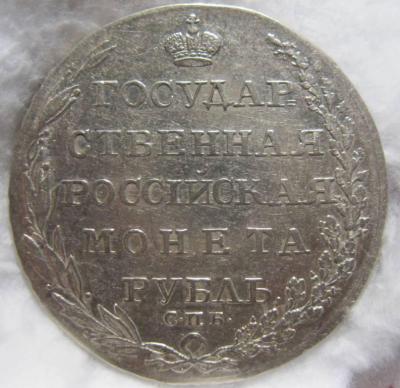 ГОСУДАР
СТВЕННАЯ
РОССІЙСКАЯ
МОНЕТА
РУБЛЬ.
С.П.Б.